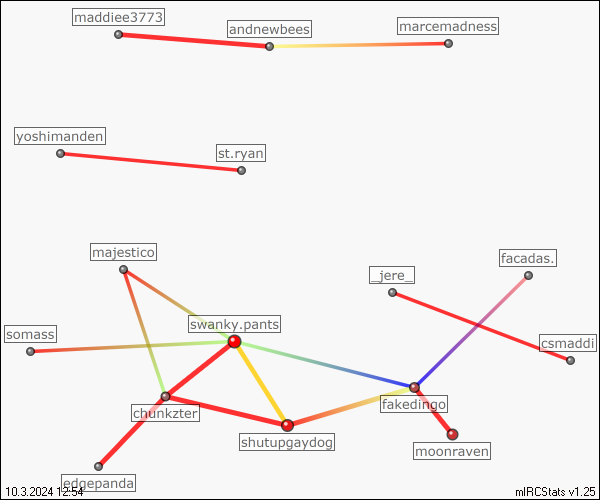 maddiee3773
andnewbees
marcemadness
yoshimanden
st.ryan
majestico
facadas.
_jere_
swanky.pants
somass
csmaddi
fakedingo
chunkzter
shutupgaydog
moonraven
edgepanda
10.3.2024 12:54
mIRCStats v1.25